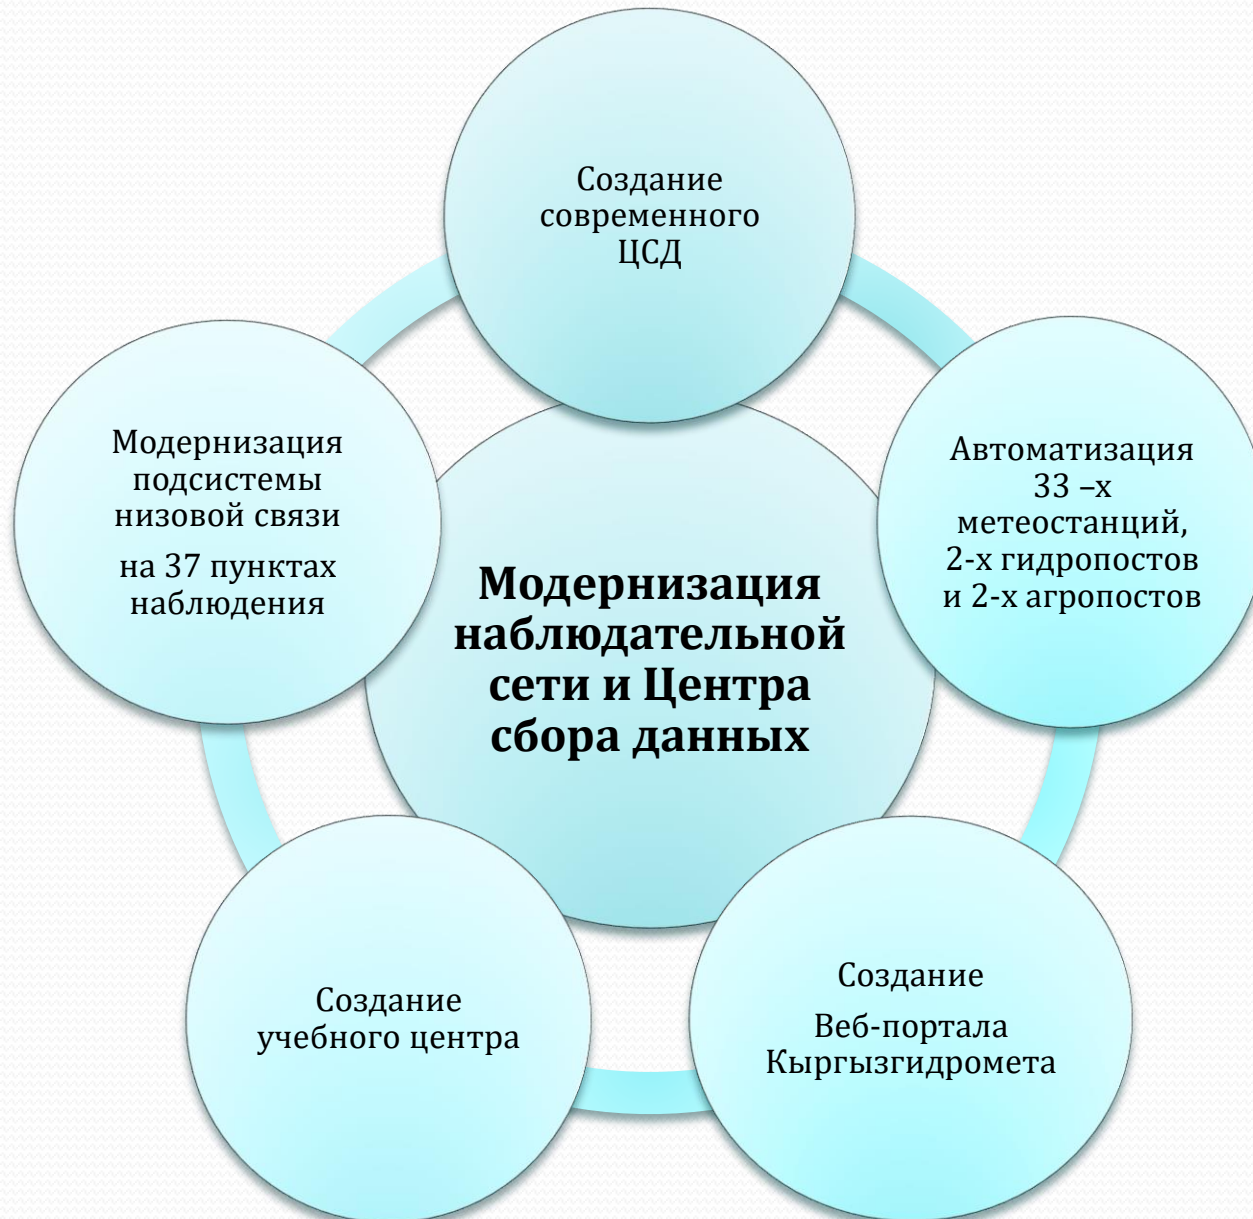 Создание
современного
ЦСД
Автоматизация
33 –х
метеостанций,
2-х гидропостов
и 2-х агропостов
Создание
Веб-портала
Кыргызгидромета
Создание
учебного центра
Модернизация
подсистемы
низовой связи
на 37 пунктах
наблюдения
Модернизация
наблюдательной
сети и Центра
сбора данных